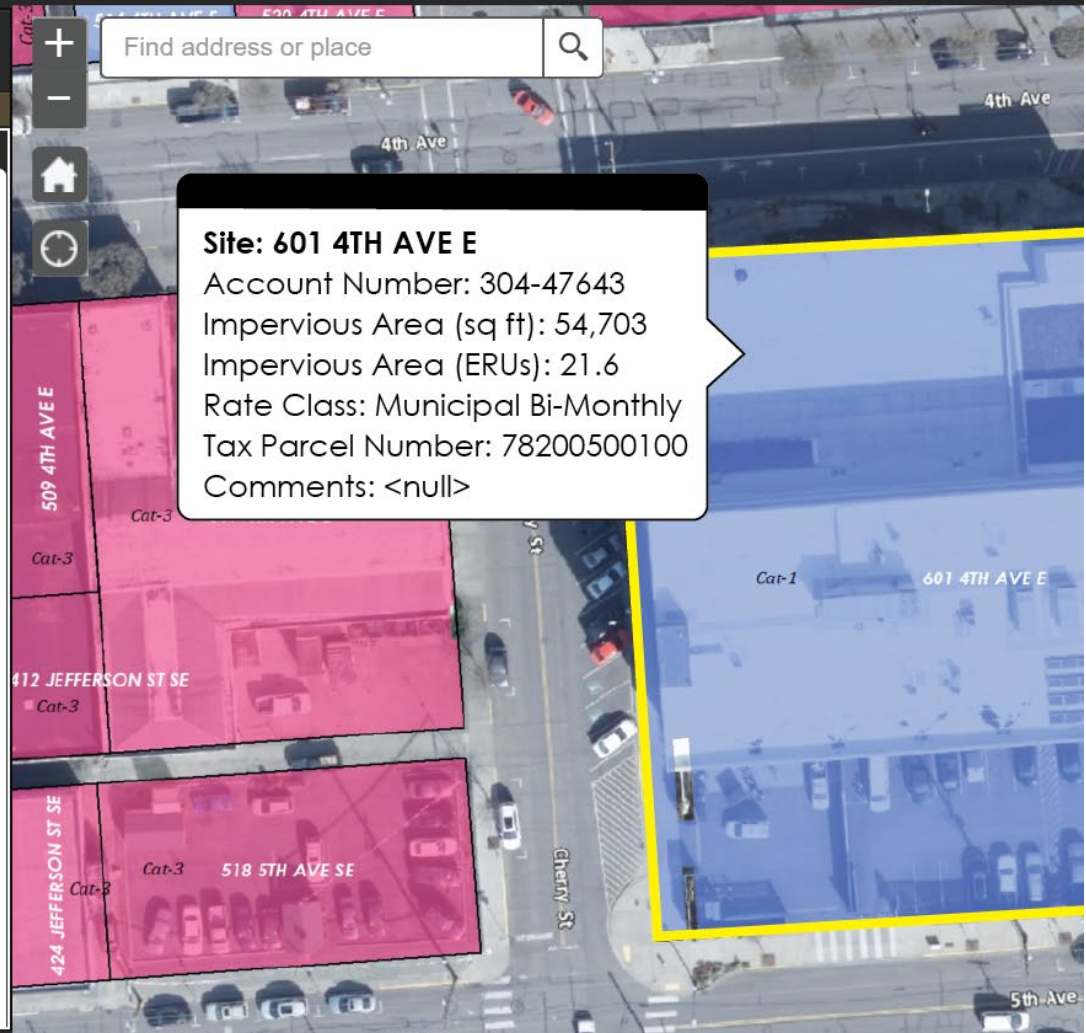 520 4TH AVE E
Find address or place
4th Ave
4th Ave
Site: 601 4TH AVE E
Account Number: 304-47643
Impervious Area (sq ft): 54,703
Impervious Area (ERUs): 21.6
Rate Class: Municipal Bi-Monthly
Tax Parcel Number: 78200500100
Comments: <null>
509 4TH AVE E
Cat-3
Cat-3
y St
Cat-1
601 4TH AVE E
412 JEFFERSON ST SE
Cat-3
424 JEFFERSON ST SE
Cat-3
Cat-3
518 5TH AVE SE
Cherry St
5th Ave